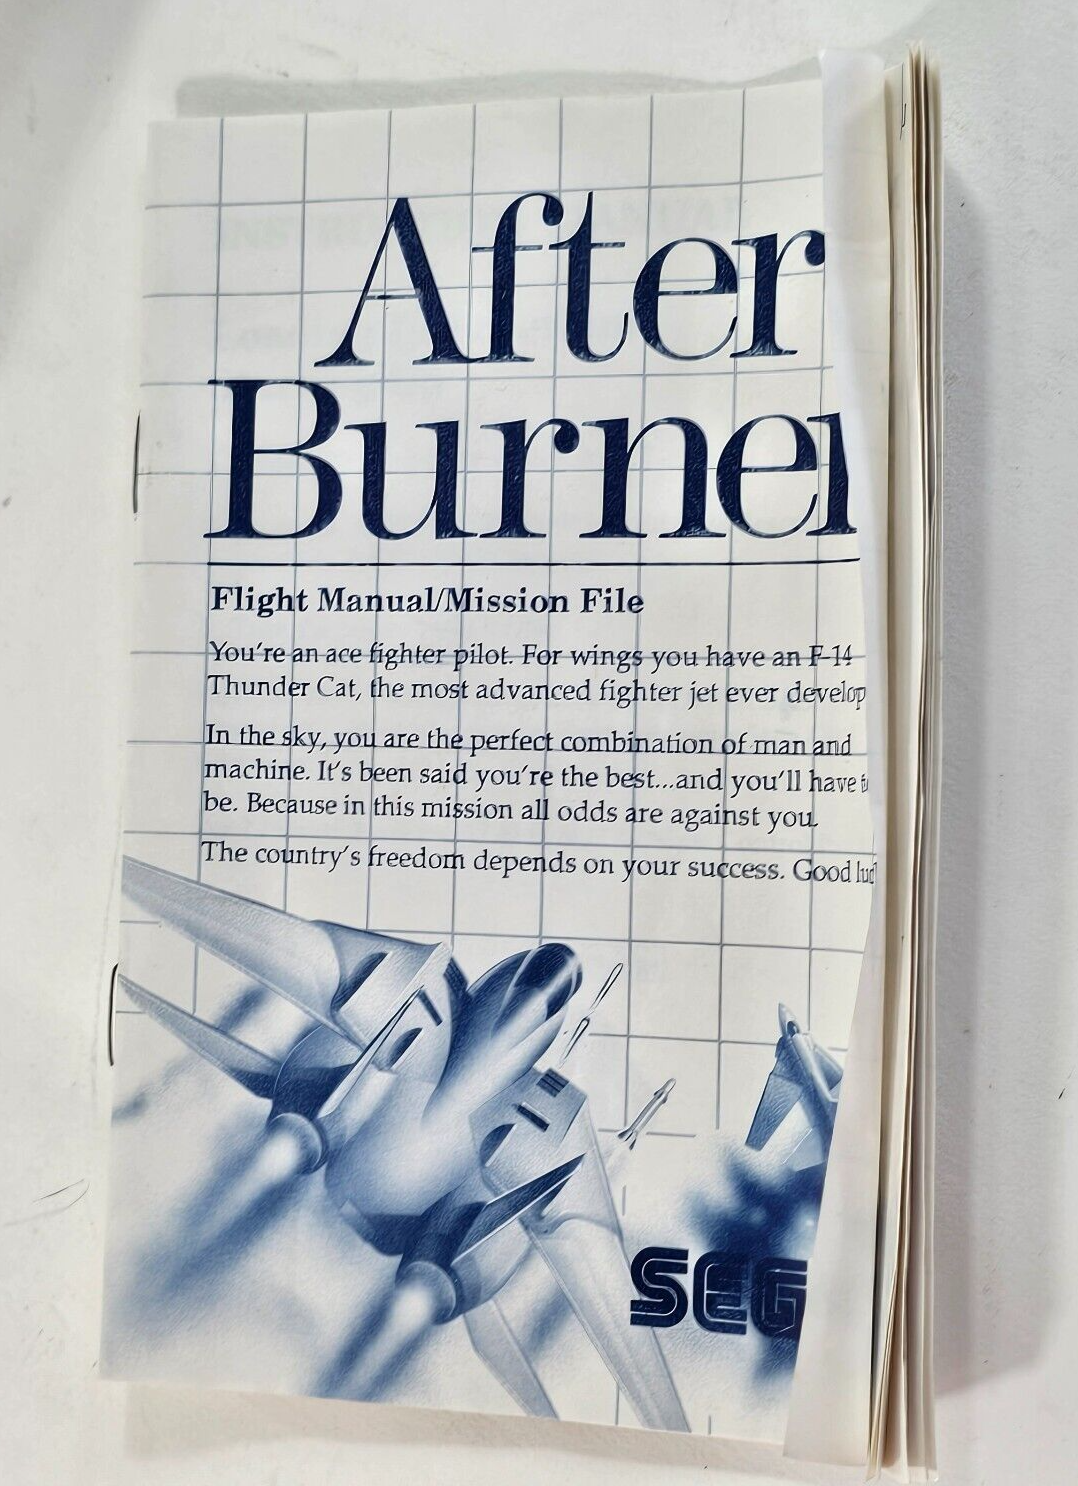 After
Burner
Flight Manual/Mission File
You're an ace fighter pilot. For wings you have an F-14
Thunder Cat, the most advanced fighter jet ever develop
In the sky, you are the perfect combination of man and
machine. It's been said you're the best...and you'll have
be. Because in this mission all odds are against you.
The country's freedom depends on your success. Good luc
SEG